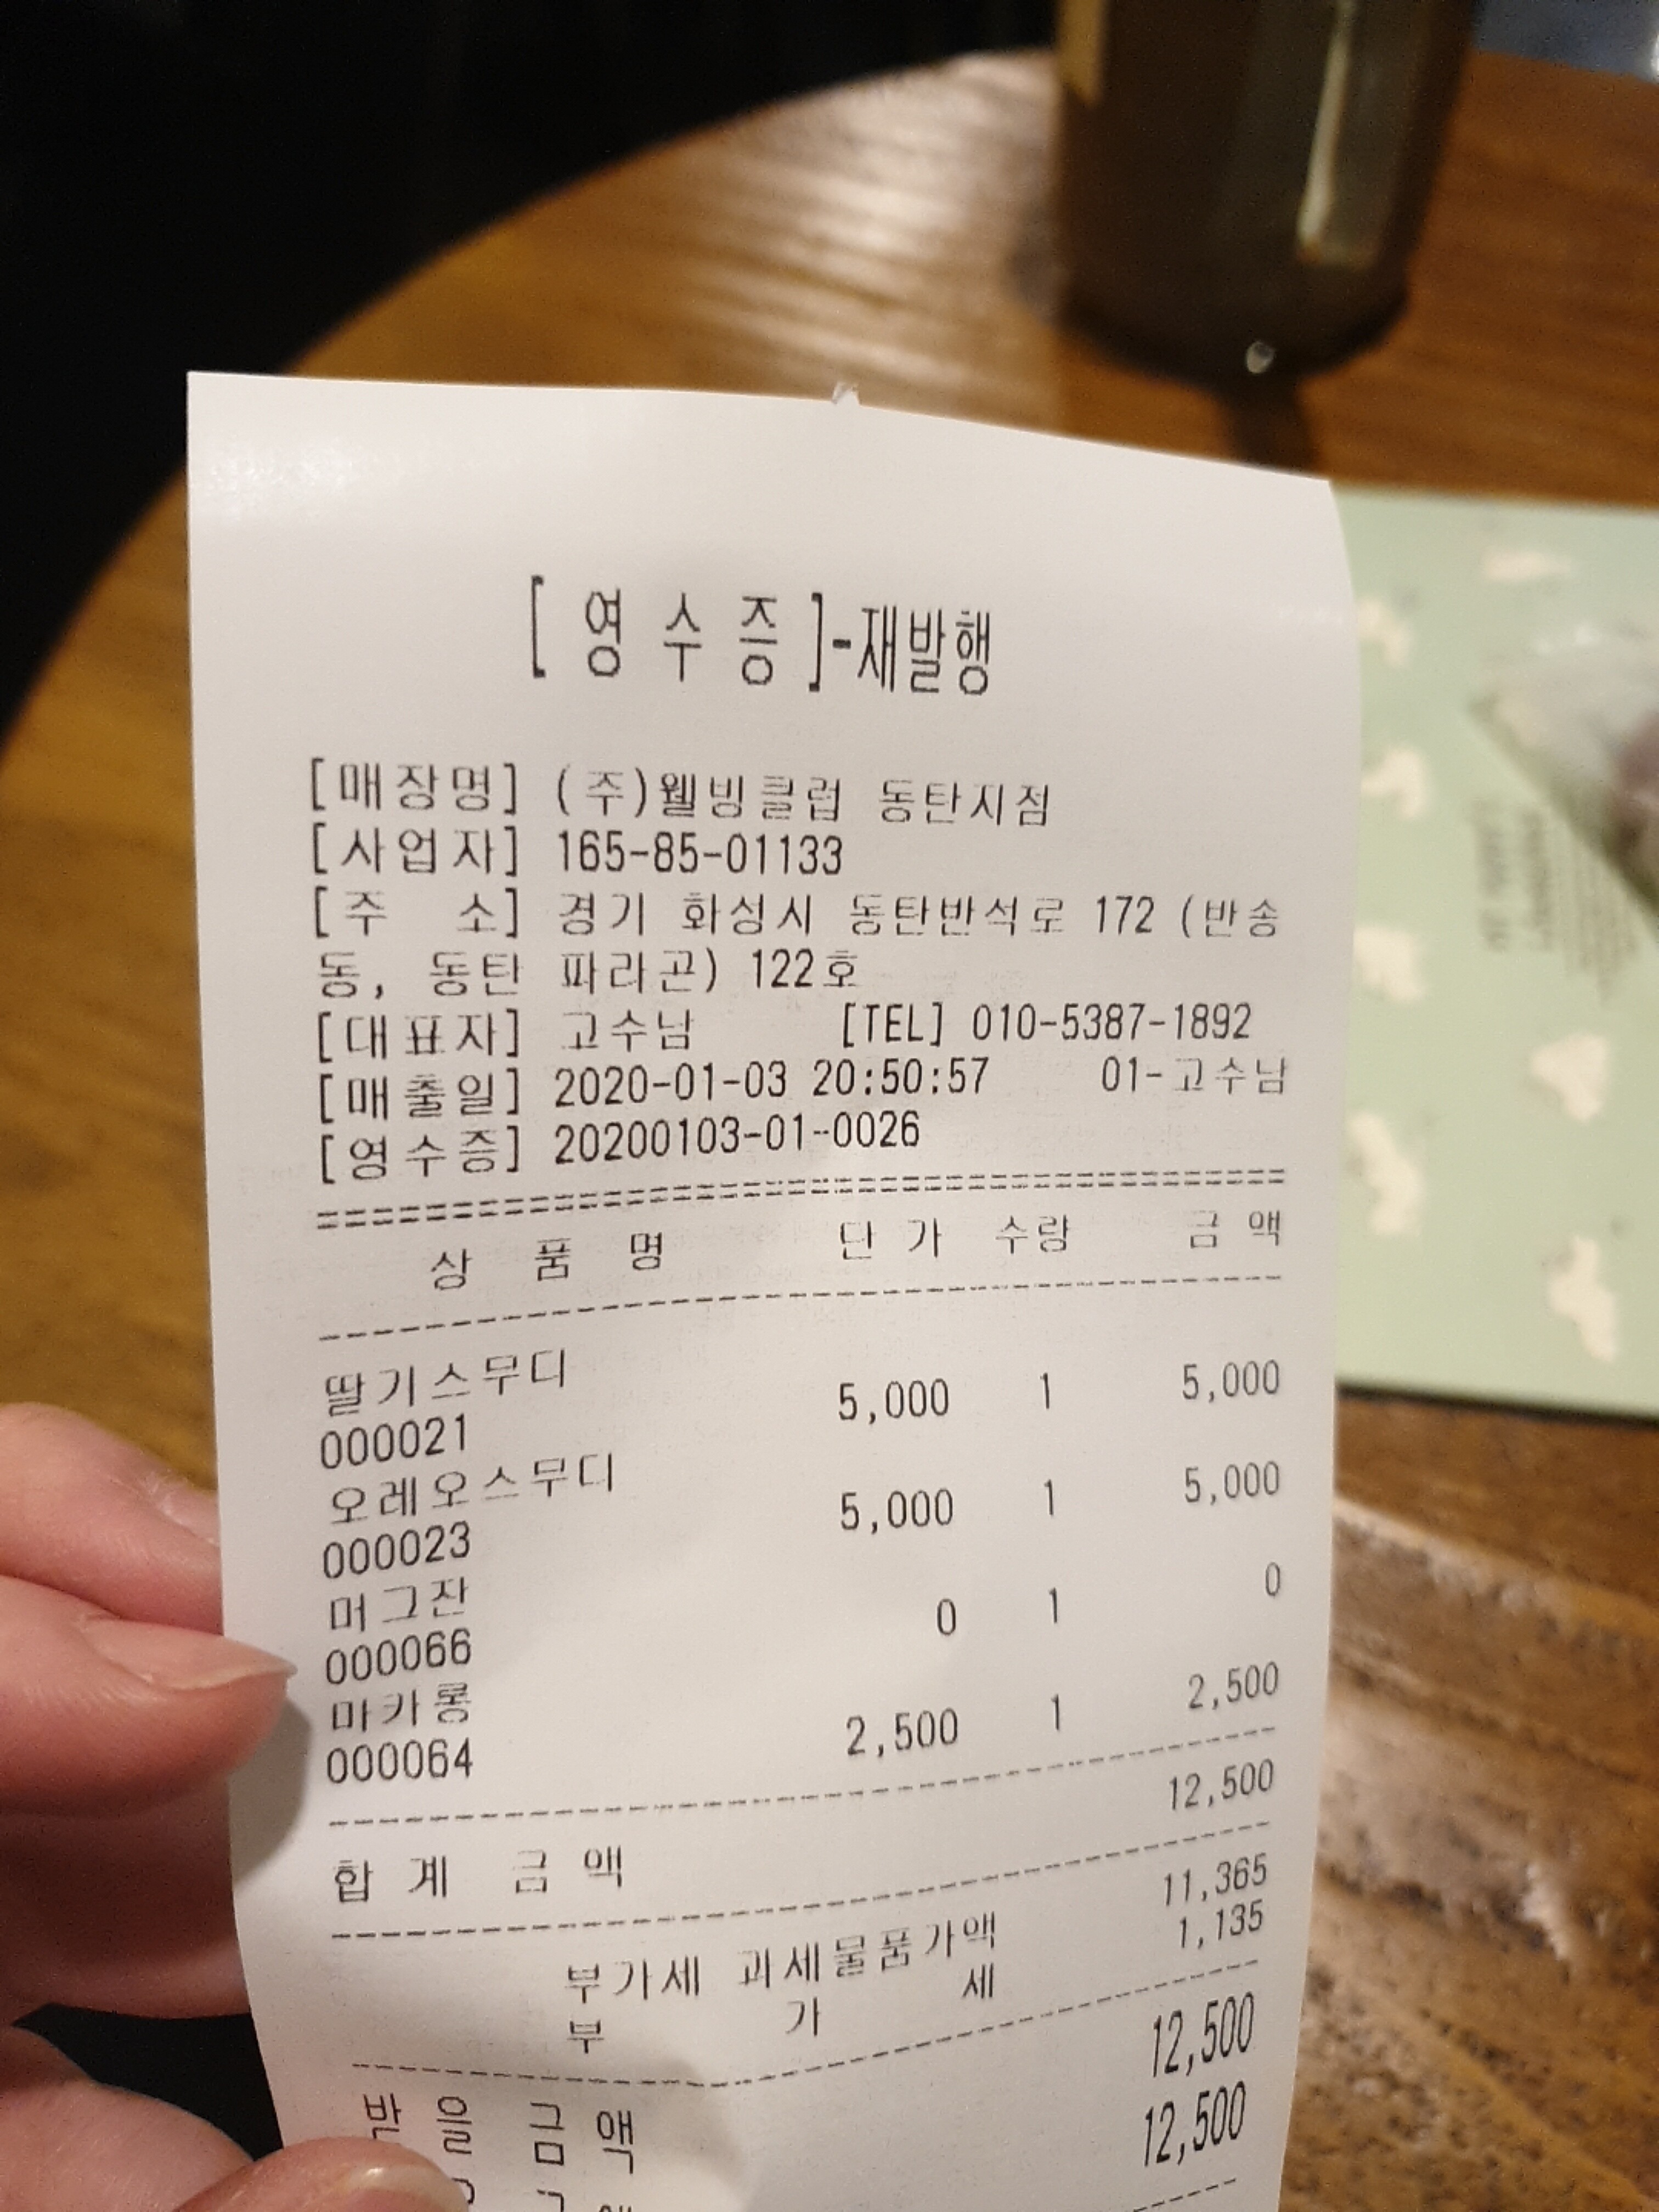 [ 영 수 증 ]-재발행
[매장명] (주)웰빙클럽 동탄지점
[사업자] 165-85-01133
[주 소] 경기 화성시 동탄반석로 172 (반송
동, 동탄 파라곤) 122호
[대표자] 고수남 [TEL] 010-5387-1892
[매출일] 2020-01-03 20:50:57 01-고수남
[영수증] 20200103-01-0026
상 품 명 단 가 수량 금 액
딸기스무디
000021 5,000 1 5,000
오레오스무디
000023 5,000 1 5,000
머그잔
000066 0 1 0
마카롱
000064 2,500 1 2,500
합 계 금 액 12,500
부가세 과세물품가액 11,365
부 가 세 1,135
받 을 금 액 12,500
12,500